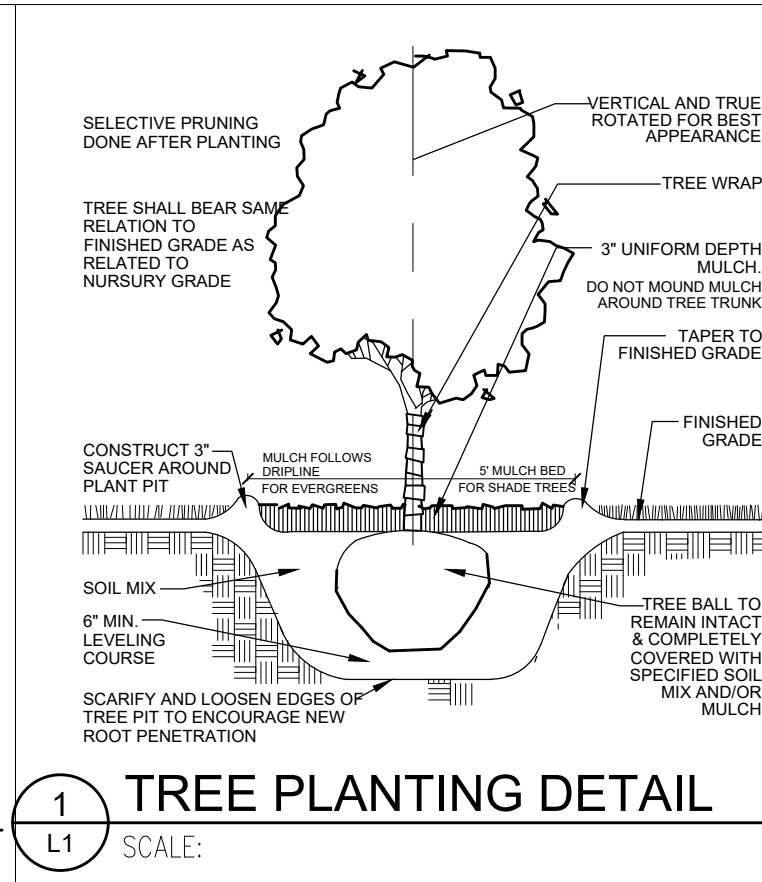 SELECTIVE PRUNING
DONE AFTER PLANTING
TREE SHALL BEAR SAME
RELATION TO
FINISHED GRADE AS
RELATED TO
NURSURY GRADE
VERTICAL AND TRUE
ROTATED FOR BEST
APPEARANCE
TREE WRAP
3" UNIFORM DEPTH
MULCH.
DO NOT MOUND MULCH
AROUND TREE TRUNK
TAPER TO
FINISHED GRADE
FINISHED
GRADE
CONSTRUCT 3"
SAUCER AROUND
PLANT PIT
MULCH FOLLOWS
DRIPLINE
FOR EVERGREENS
5' MULCH BED
FOR SHADE TREES
SOIL MIX
6" MIN.
LEVELING
COURSE
SCARIFY AND LOOSEN EDGES OF
TREE PIT TO ENCOURAGE NEW
ROOT PENETRATION
TREE BALL TO
REMAIN INTACT
& COMPLETELY
COVERED WITH
SPECIFIED SOIL
MIX AND/OR
MULCH
1
L1
TREE PLANTING DETAIL
SCALE: